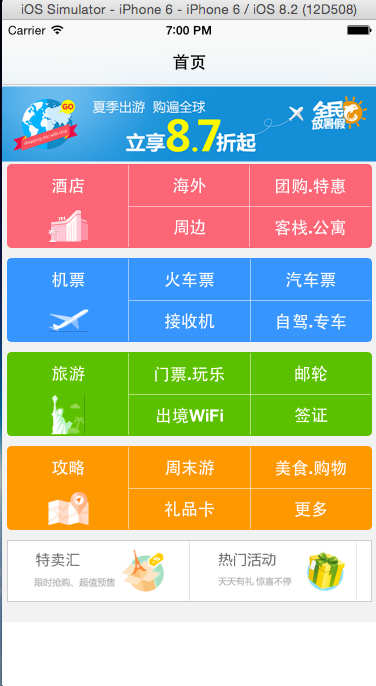 iOS Simulator - iPhone 6 - iPhone 6 / iOS 8.2 (12D508)
Carrier 7:00 PM
首页
GO
夏季出游 购遍全球
立享8.7折起
全民
放暑假
酒店 海外 团购.特惠
周边 客栈.公寓
机票 火车票 汽车票
接收机 自驾.专车
旅游 门票.玩乐 邮轮
出境WiFi 签证
攻略 周末游 美食.购物
礼品卡 更多
特卖汇 热门活动
限时抢购、超值预售 天天有礼 惊喜不停